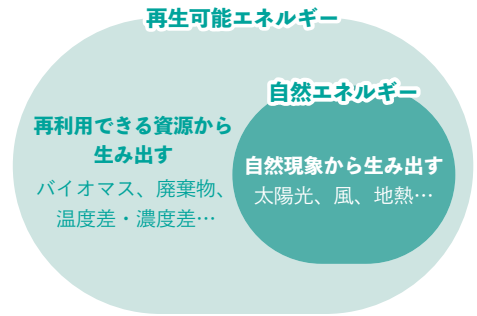 再生可能エネルギー
自然エネルギー
再利用できる資源から
生み出す
バイオマス、廃棄物、
温度差・濃度差…
自然現象から生み出す
太陽光、風、地熱…